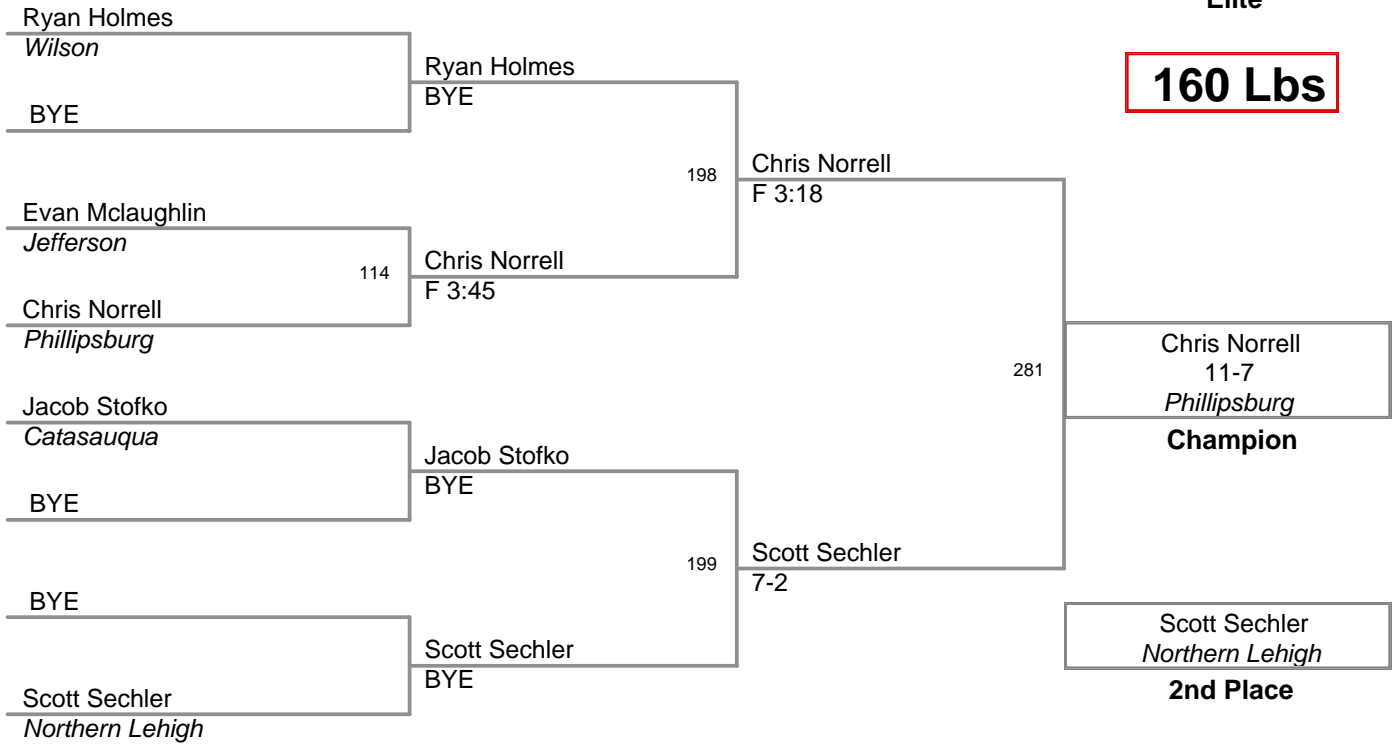 Elite
160 Lbs
Ryan Holmes
Wilson
BYE
Evan Mclaughlin
Jefferson
114
Chris Norrell
Phillipsburg
Jacob Stofko
Catasauqua
BYE
BYE
Scott Sechler
Northern Lehigh
Ryan Holmes
BYE
198
Chris Norrell
F 3:45
Jacob Stofko
BYE
199
Scott Sechler
BYE
Chris Norrell
F 3:18
281
Scott Sechler
7-2
Chris Norrell
11-7
Phillipsburg
Champion
Scott Sechler
Northern Lehigh
2nd Place